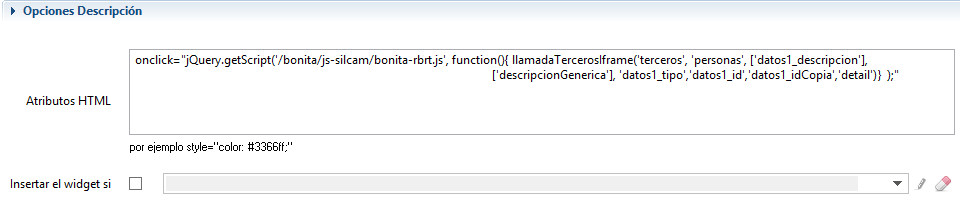 Opciones Descripción
onclick="jQuery.getScript('/bonita/js-silcam/bonita-rbrt.js', function(){ llamadaTercerosIframe('terceros', 'personas', ['datos1_descripcion'],
['descripcionGenerica'], 'datos1_tipo','datos1_id','datos1_idCopia','detail')} );"
Atributos HTML
por ejemplo style="color: #3366ff;"
Insertar el widget si